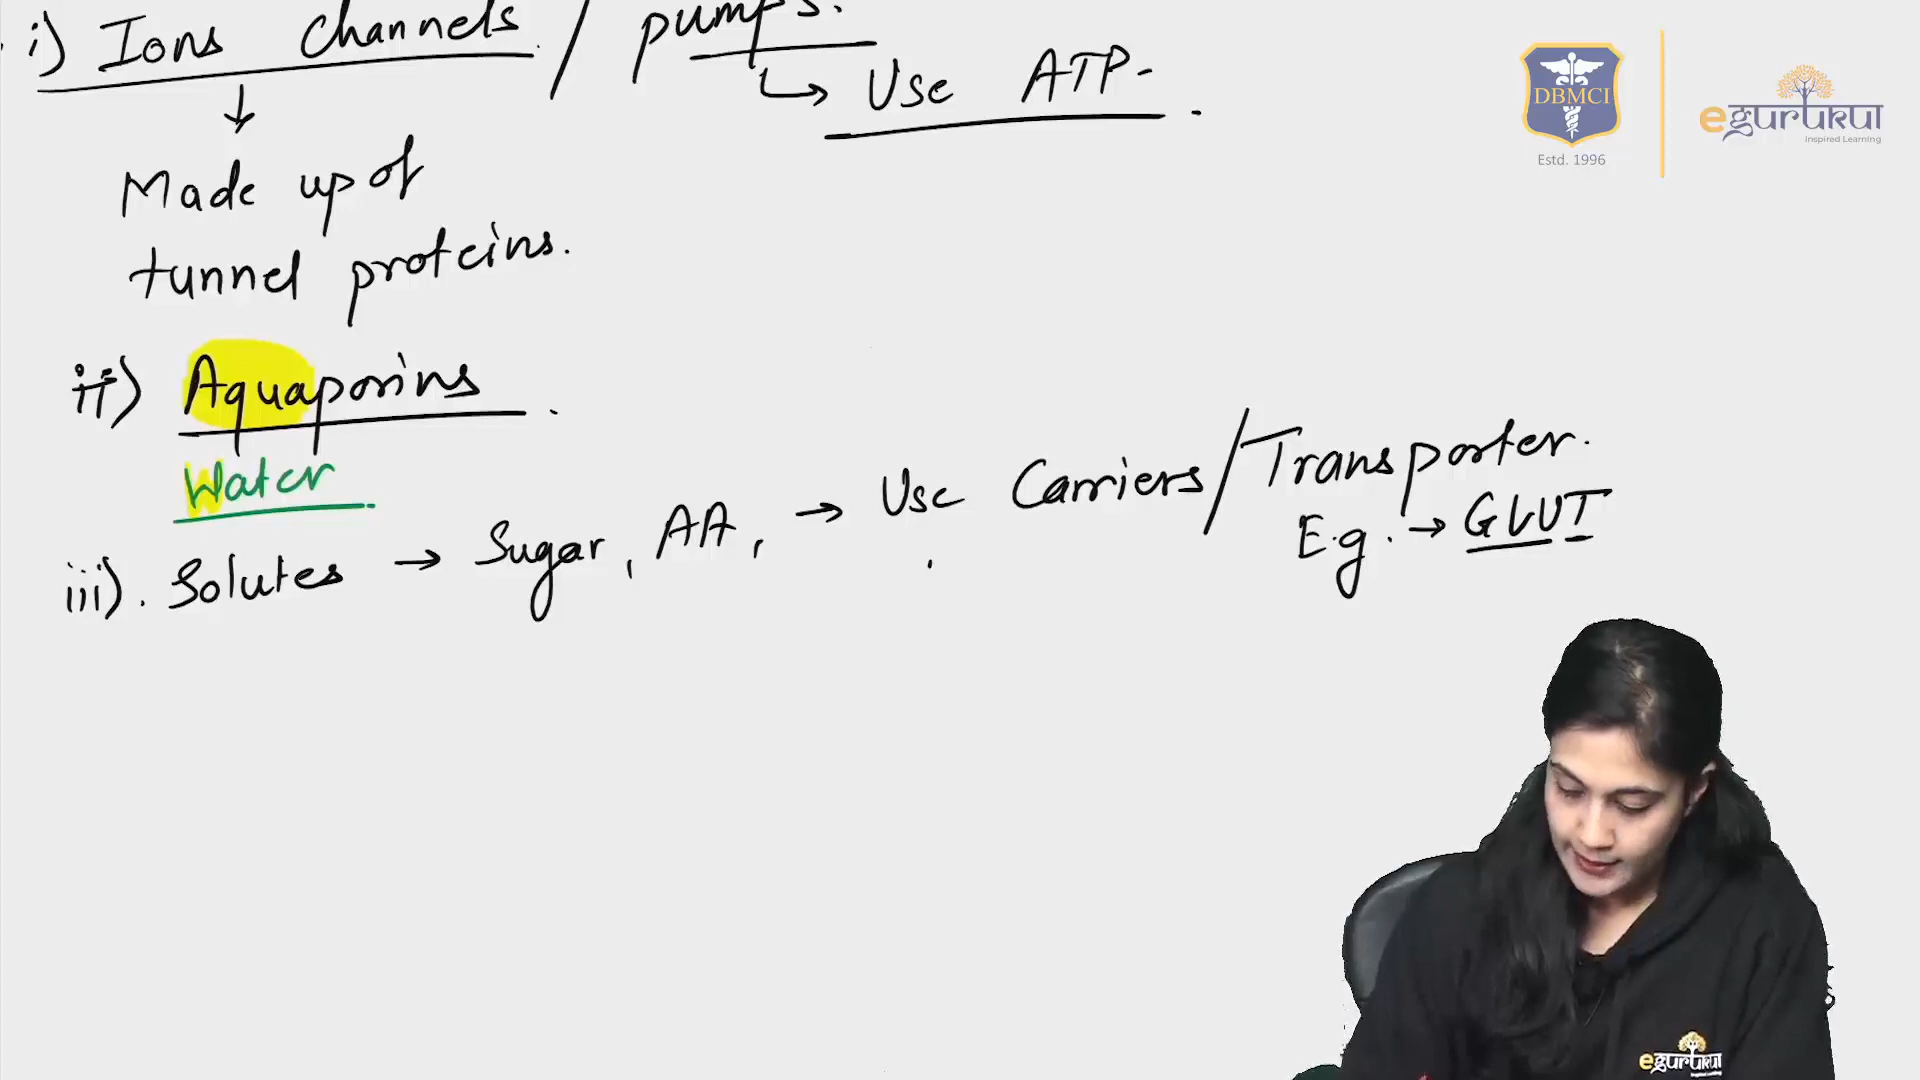 i) Ions channels / pumps.
↳ Use ATP.
↓
Made up of
tunnel proteins.
ii) Aquaporins.
Water
iii). Solutes → Sugar, AA, → Use Carriers/Transporter.
E.g. → GLUT
DBMCI
Estd. 1996
egurukul
Inspired Learning
egurukul